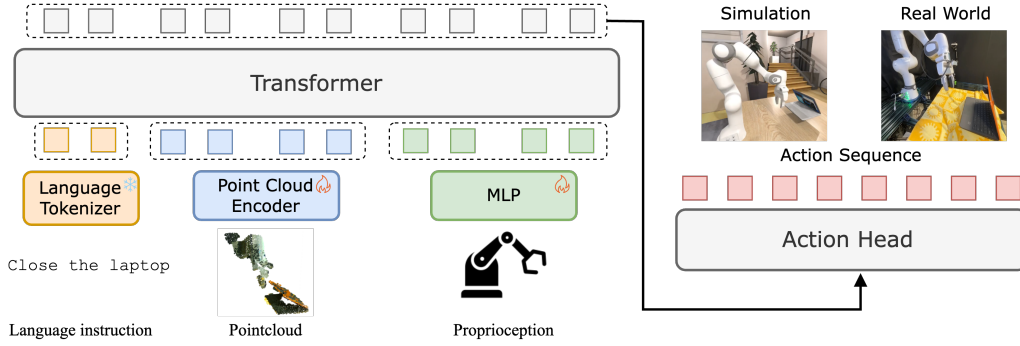 Transformer
Language
Tokenizer
Point Cloud
Encoder
MLP
Close the laptop
Language instruction
Pointcloud
Proprioception
Simulation
Real World
Action Sequence
Action Head